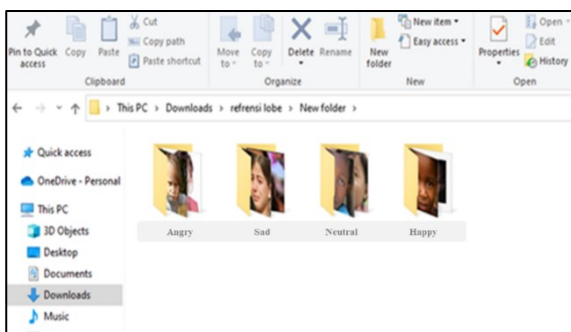 Cut
Copy path
Paste shortcut
Pin to Quick access
Copy
Paste
Move to
Copy to
Delete
Rename
New folder
New item
Easy access
Properties
Open
Edit
History
Clipboard
Organize
New
Open
This PC > Downloads > refrensi lobe > New folder >
Quick access
OneDrive - Personal
This PC
3D Objects
Desktop
Documents
Downloads
Music
Angry
Sad
Neutral
Happy